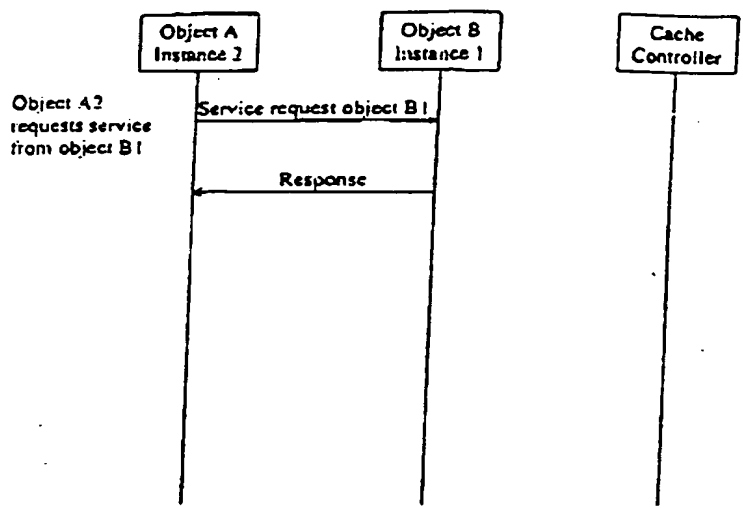 Object A
Instance 2
Object B
Instance 1
Cache
Controller
Object A2
requests service
from object B1
Service request object B1
Response